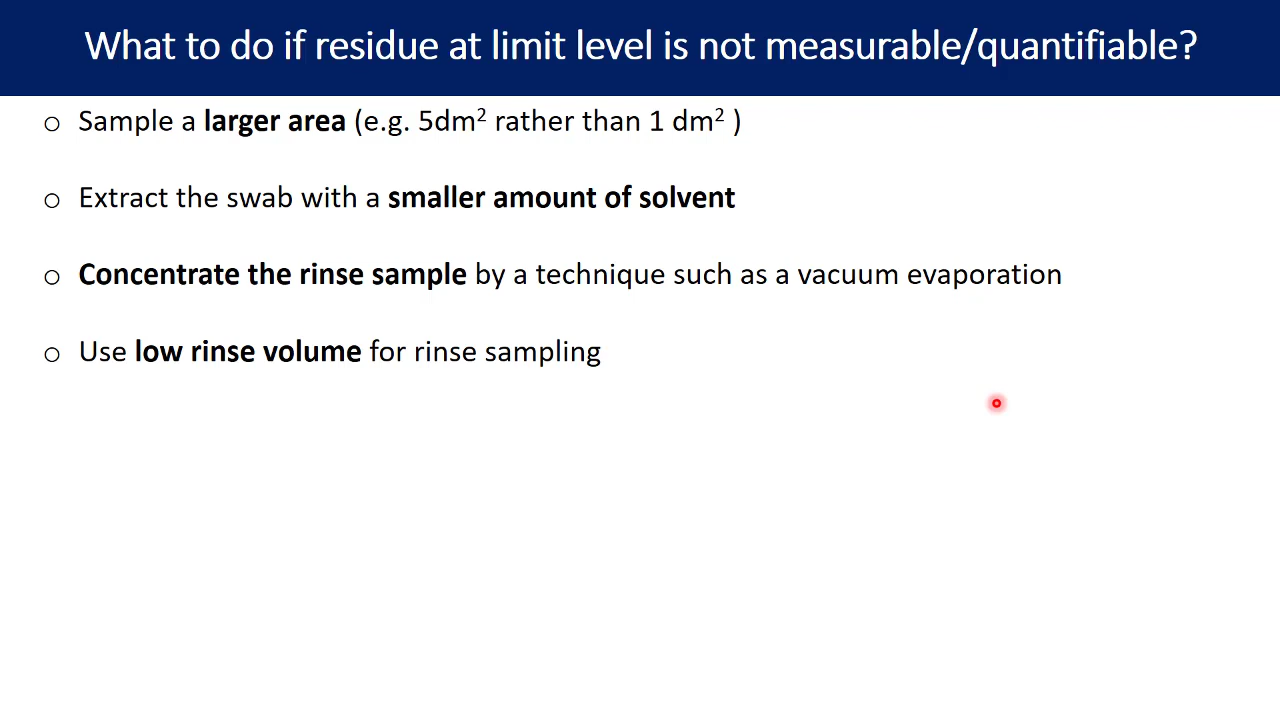 What to do if residue at limit level is not measurable/quantifiable?
o Sample a larger area (e.g. 5dm² rather than 1 dm² )
o Extract the swab with a smaller amount of solvent
o Concentrate the rinse sample by a technique such as a vacuum evaporation
o Use low rinse volume for rinse sampling